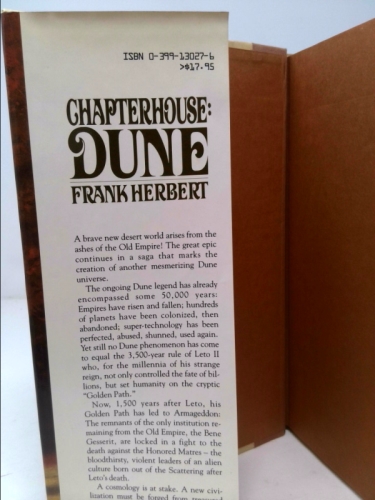 ISBN 0-399-13027-6
>$17.95
CHAPTERHOUSE:
DUNE
FRANK HERBERT
A brave new desert world arises from the
ashes of the Old Empire! The great epic
continues in a saga that marks the
creation of another mesmerizing Dune
universe.
The ongoing Dune legend has already
encompassed some 50,000 years:
Empires have risen and fallen; hundreds
of planets have been colonized, then
abandoned; super-technology has been
perfected, abused, shunned, used again.
Yet still no Dune phenomenon has come
to equal the 3,500-year rule of Leto II
who, for the millennia of his strange
reign, not only controlled the fate of bil-
lions, but set humanity on the cryptic
"Golden Path."
Now, 1,500 years after Leto, his
Golden Path has led to Armageddon:
The remnants of the only institution re-
maining from the Old Empire, the Bene
Gesserit, are locked in a fight to the
death against the Honored Matres – the
bloodthirsty, violent leaders of an alien
culture born out of the Scattering after
Leto's death.
A cosmology is at stake. A new civi-
lization must be forged from